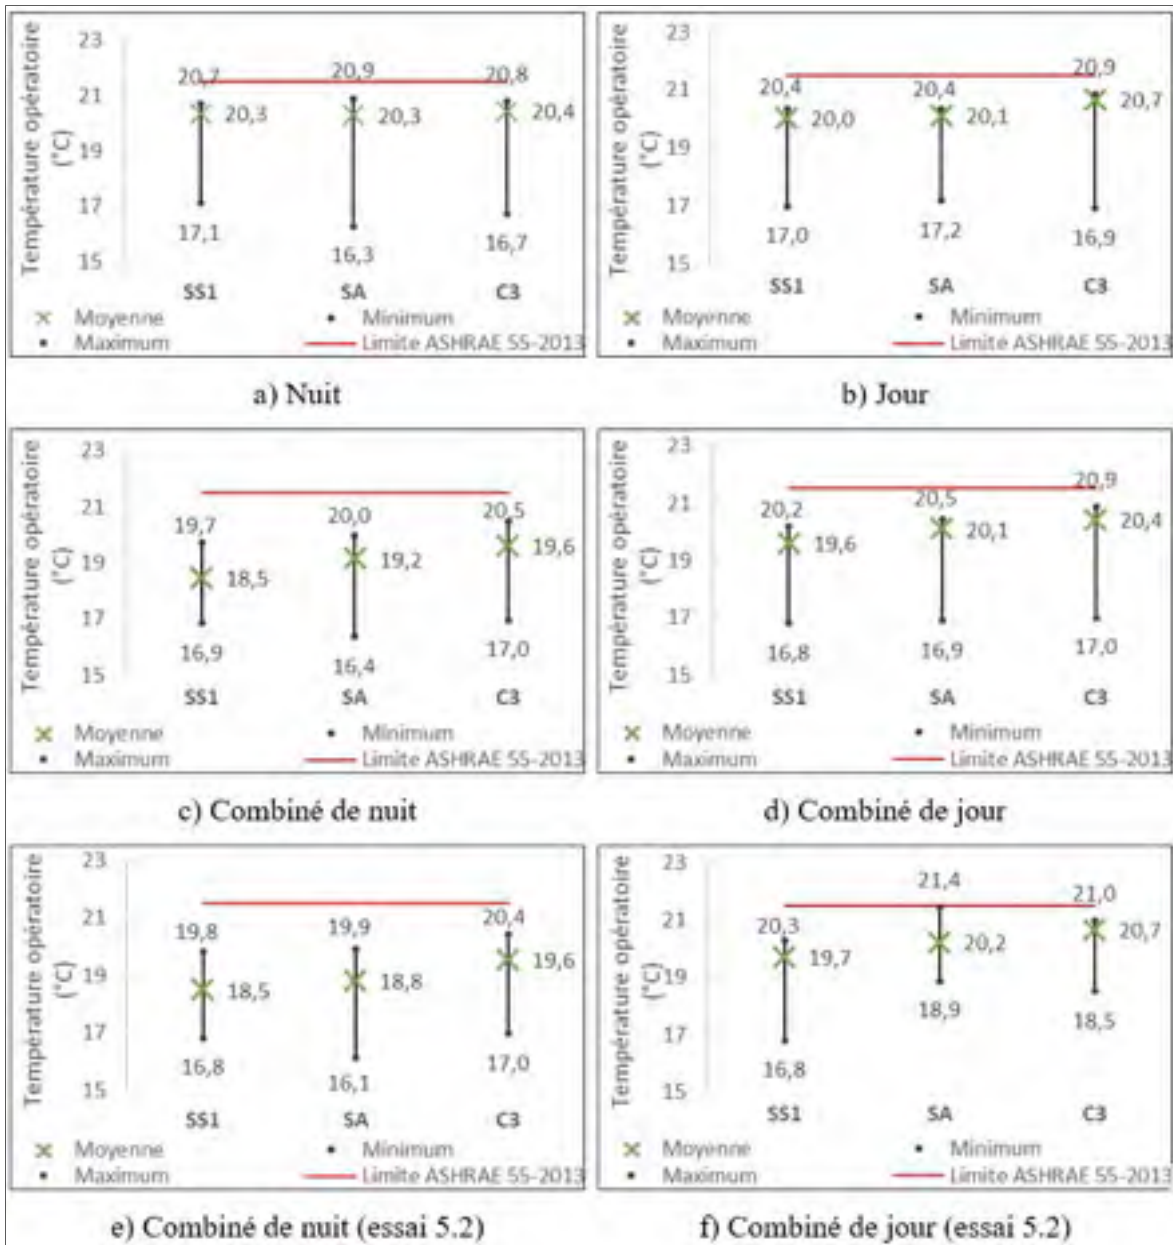 Température opératoire
(°C)
23
21
19
17
15
20,7
20,3
17,1
20,9
20,3
16,3
20,8
20,4
16,7
SS1
SA
C3
Moyenne
Minimum
Maximum
Limite ASHRAE 55-2013
a) Nuit
Température opératoire
(°C)
23
21
19
17
15
20,4
20,0
17,0
20,4
20,1
17,2
20,9
20,7
16,9
SS1
SA
C3
Moyenne
Minimum
Maximum
Limite ASHRAE 55-2013
b) Jour
Température opératoire
(°C)
23
21
19
17
15
19,7
18,5
16,9
20,0
19,2
16,4
20,5
19,6
17,0
SS1
SA
C3
Moyenne
Minimum
Maximum
Limite ASHRAE 55-2013
c) Combiné de nuit
Température opératoire
(°C)
23
21
19
17
15
20,2
19,6
16,8
20,5
20,1
16,9
20,9
20,4
17,0
SS1
SA
C3
Moyenne
Minimum
Maximum
Limite ASHRAE 55-2013
d) Combiné de jour
Température opératoire
(°C)
23
21
19
17
15
19,8
18,5
16,8
19,9
18,8
16,1
20,4
19,6
17,0
SS1
SA
C3
Moyenne
Minimum
Maximum
Limite ASHRAE 55-2013
e) Combiné de nuit (essai 5.2)
Température opératoire
(°C)
23
21
19
17
15
20,3
19,7
16,8
21,4
20,2
18,9
21,0
20,7
18,5
SS1
SA
C3
Moyenne
Minimum
Maximum
Limite ASHRAE 55-2013
f) Combiné de jour (essai 5.2)